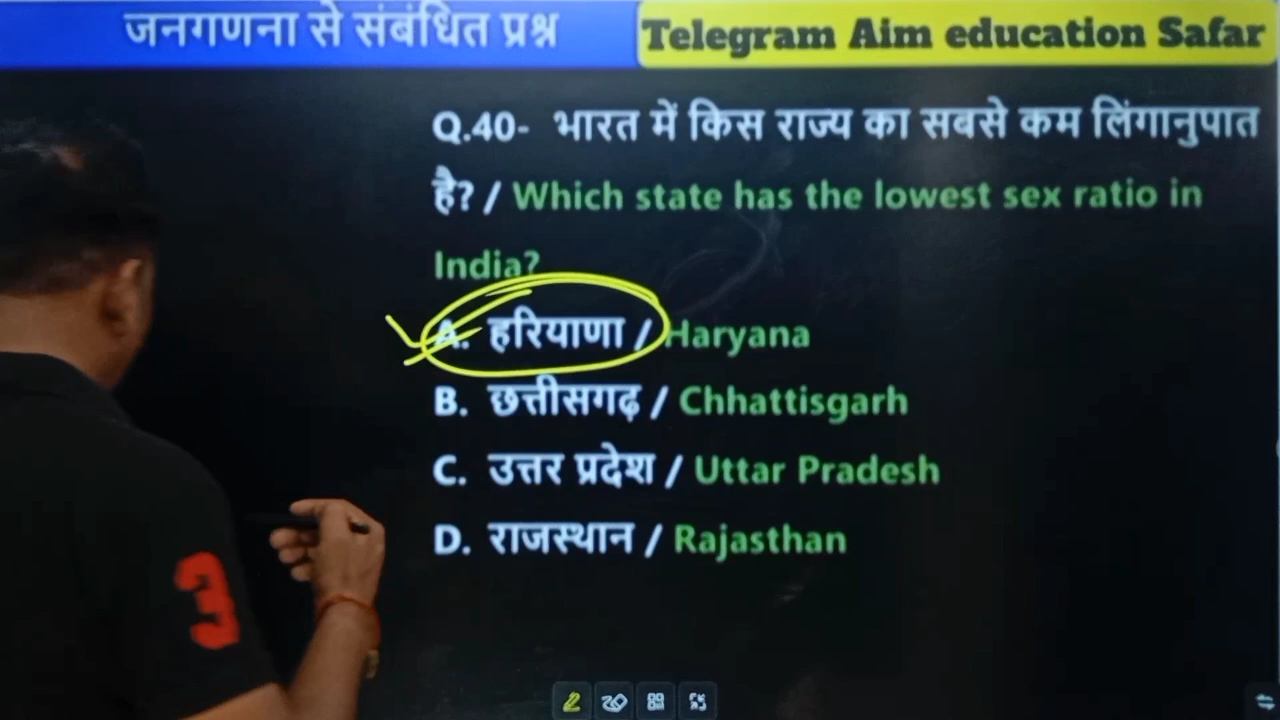 जनगणना से संबंधित प्रश्न
Telegram Aim education Safar
Q.40- भारत में किस राज्य का सबसे कम लिंगानुपात
है? / Which state has the lowest sex ratio in
India?
A. हरियाणा / Haryana
B. छत्तीसगढ़ / Chhattisgarh
C. उत्तर प्रदेश / Uttar Pradesh
D. राजस्थान / Rajasthan
3